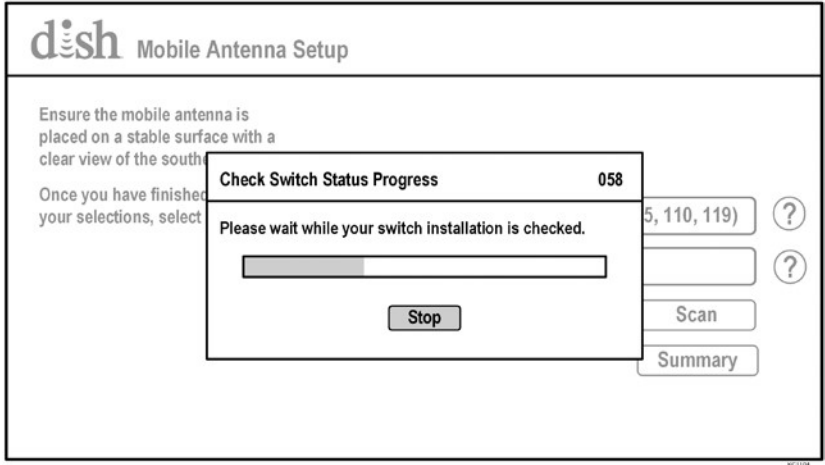 dish Mobile Antenna Setup
Ensure the mobile antenna is
placed on a stable surface with a
clear view of the
Once you have finished
your selections, select
Check Switch Status Progress 058
Please wait while your switch installation is checked.
Stop
5, 110, 119)
?
?
Scan
Summary